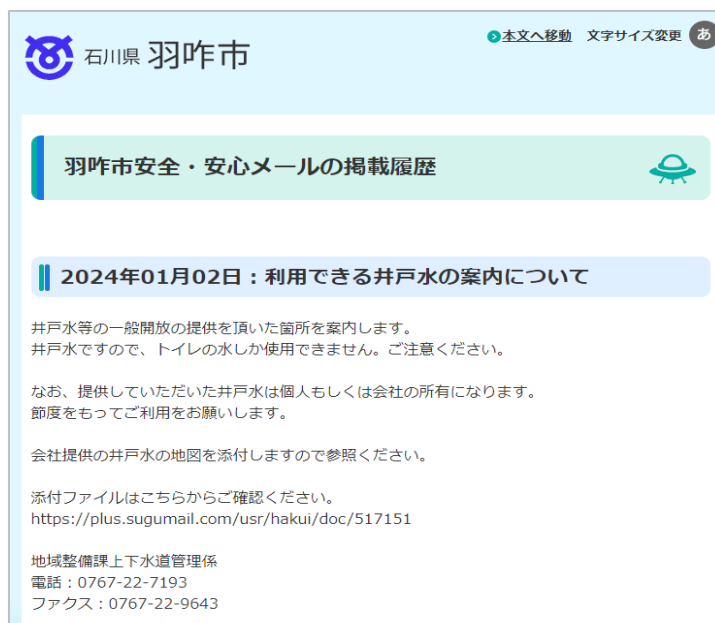 石川県 羽咋市
本文へ移動 文字サイズ変更 あ
羽咋市安全・安心メールの掲載履歴
2024年01月02日：利用できる井戸水の案内について
井戸水等の一般開放の提供を頂いた箇所を案内します。
井戸水ですので、トイレの水しか使用できません。ご注意ください。
なお、提供していただいた井戸水は個人もしくは会社の所有になります。
節度をもってご利用をお願いします。
会社提供の井戸水の地図を添付しますので参照ください。
添付ファイルはこちらからご確認ください。
https://plus.sugumail.com/usr/hakui/doc/517151
地域整備課上下水道管理係
電話：0767-22-7193
ファクス：0767-22-9643